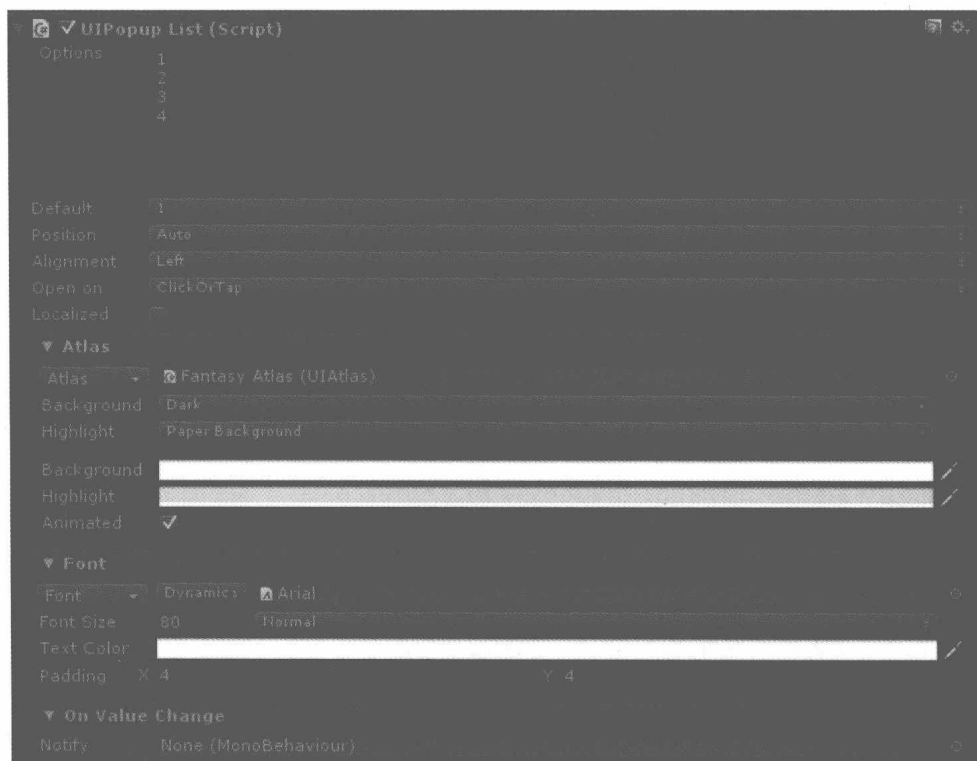 UIPopup List (Script)
Options 1
2
3
4
Default 1
Position Auto
Alignment Left
Open on ClickOrTap
Localized
Atlas
Atlas Fantasy Atlas (UIAtlas)
Background Dark
Highlight Paper Background
Background
Highlight
Animated
Font
Font Dynamic Arial
Font Size 80 Normal
Text Color
Padding X 4 Y 4
On Value Change
Notify None (MonoBehaviour)